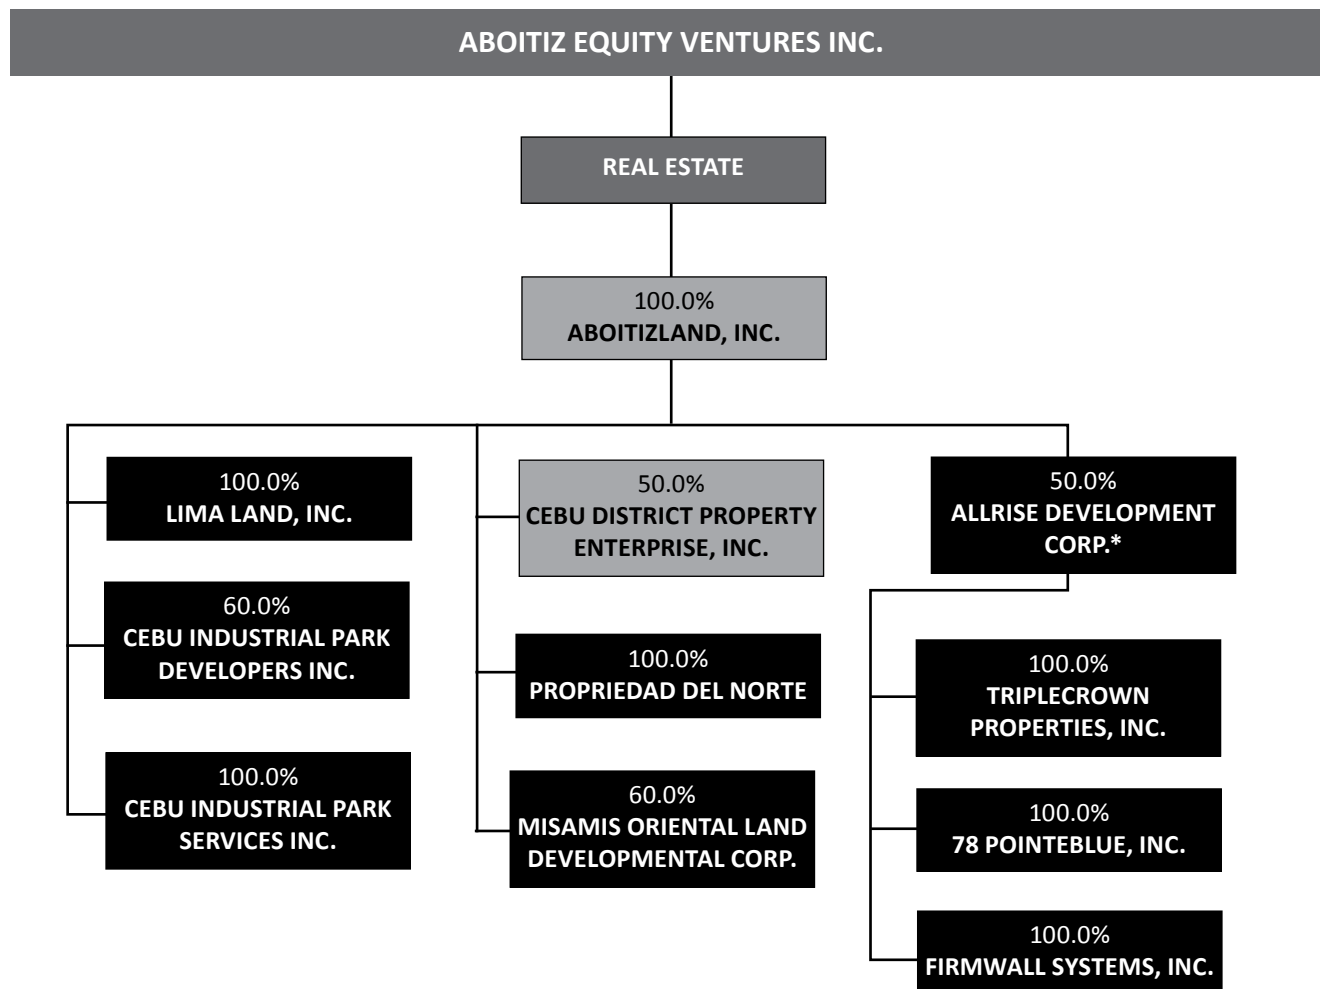 ABOITIZ EQUITY VENTURES INC.
REAL ESTATE
100.0%
ABOITIZLAND, INC.
100.0%
LIMA LAND, INC.
60.0%
CEBU INDUSTRIAL PARK
DEVELOPERS INC.
100.0%
CEBU INDUSTRIAL PARK
SERVICES INC.
50.0%
CEBU DISTRICT PROPERTY
ENTERPRISE, INC.
100.0%
PROPRIEDAD DEL NORTE
60.0%
MISAMIS ORIENTAL LAND
DEVELOPMENTAL CORP.
50.0%
ALLRISE DEVELOPMENT
CORP.*
100.0%
TRIPLECROWN
PROPERTIES, INC.
100.0%
78 POINTEBLUE, INC.
100.0%
FIRMWALL SYSTEMS, INC.